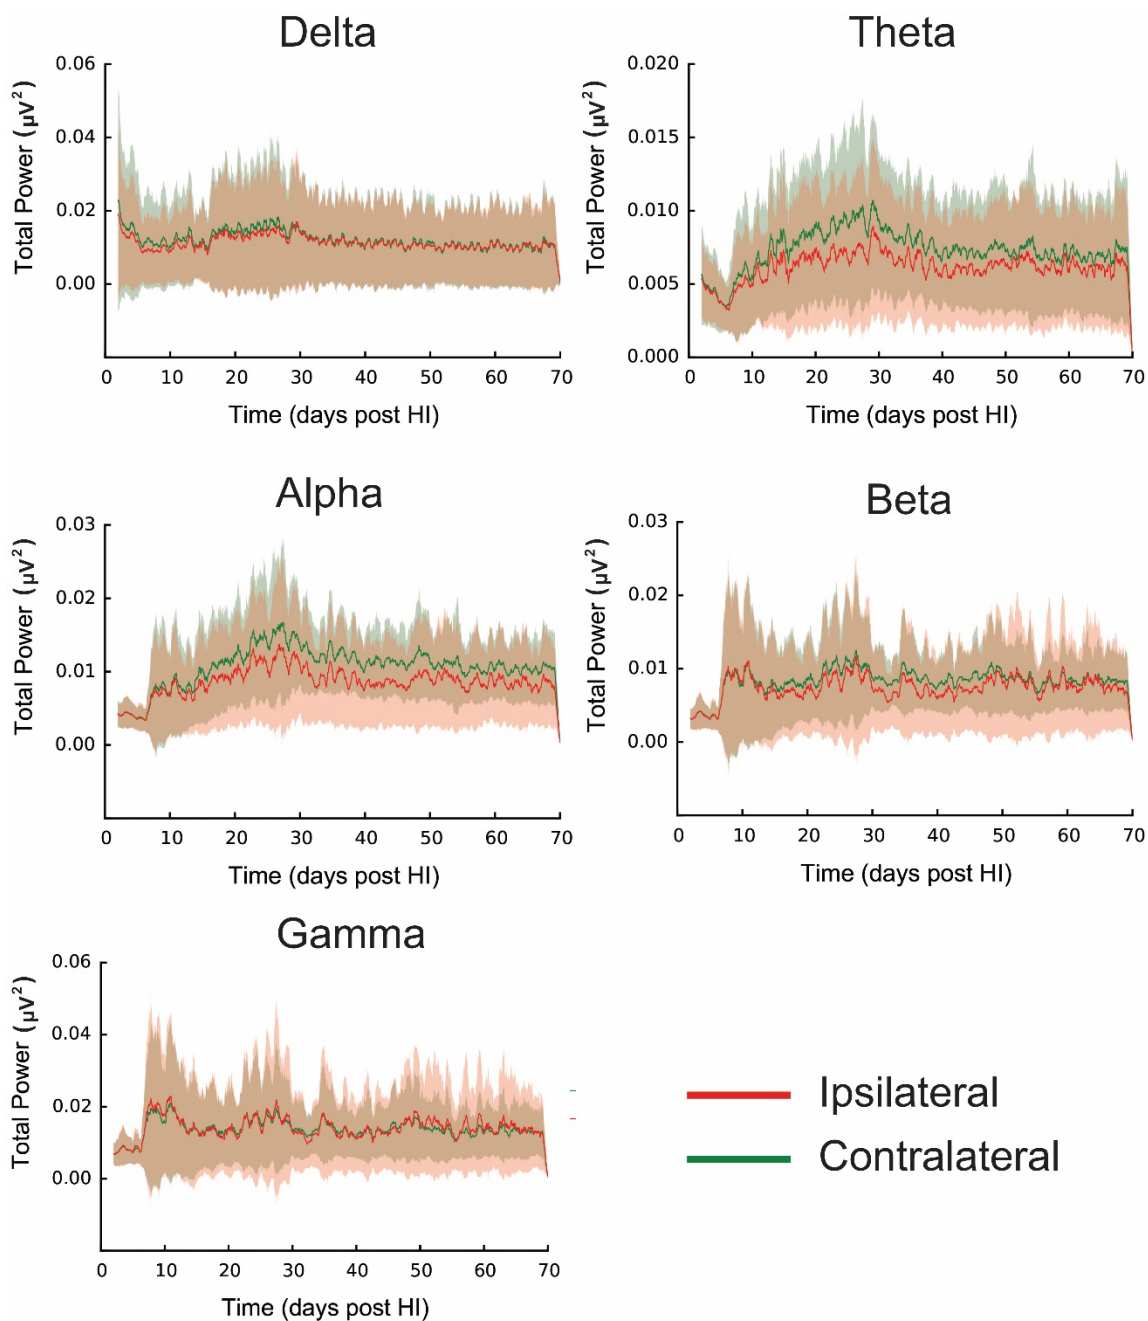 Delta
Total Power (µV²)
0.06
0.04
0.02
0.00
0 10 20 30 40 50 60 70
Time (days post HI)
Theta
Total Power (µV²)
0.020
0.015
0.010
0.005
0.000
0 10 20 30 40 50 60 70
Time (days post HI)
Alpha
Total Power (µV²)
0.03
0.02
0.01
0.00
0 10 20 30 40 50 60 70
Time (days post HI)
Beta
Total Power (µV²)
0.03
0.02
0.01
0.00
0 10 20 30 40 50 60 70
Time (days post HI)
Gamma
Total Power (µV²)
0.06
0.04
0.02
0.00
0 10 20 30 40 50 60 70
Time (days post HI)
Ipsilateral
Contralateral